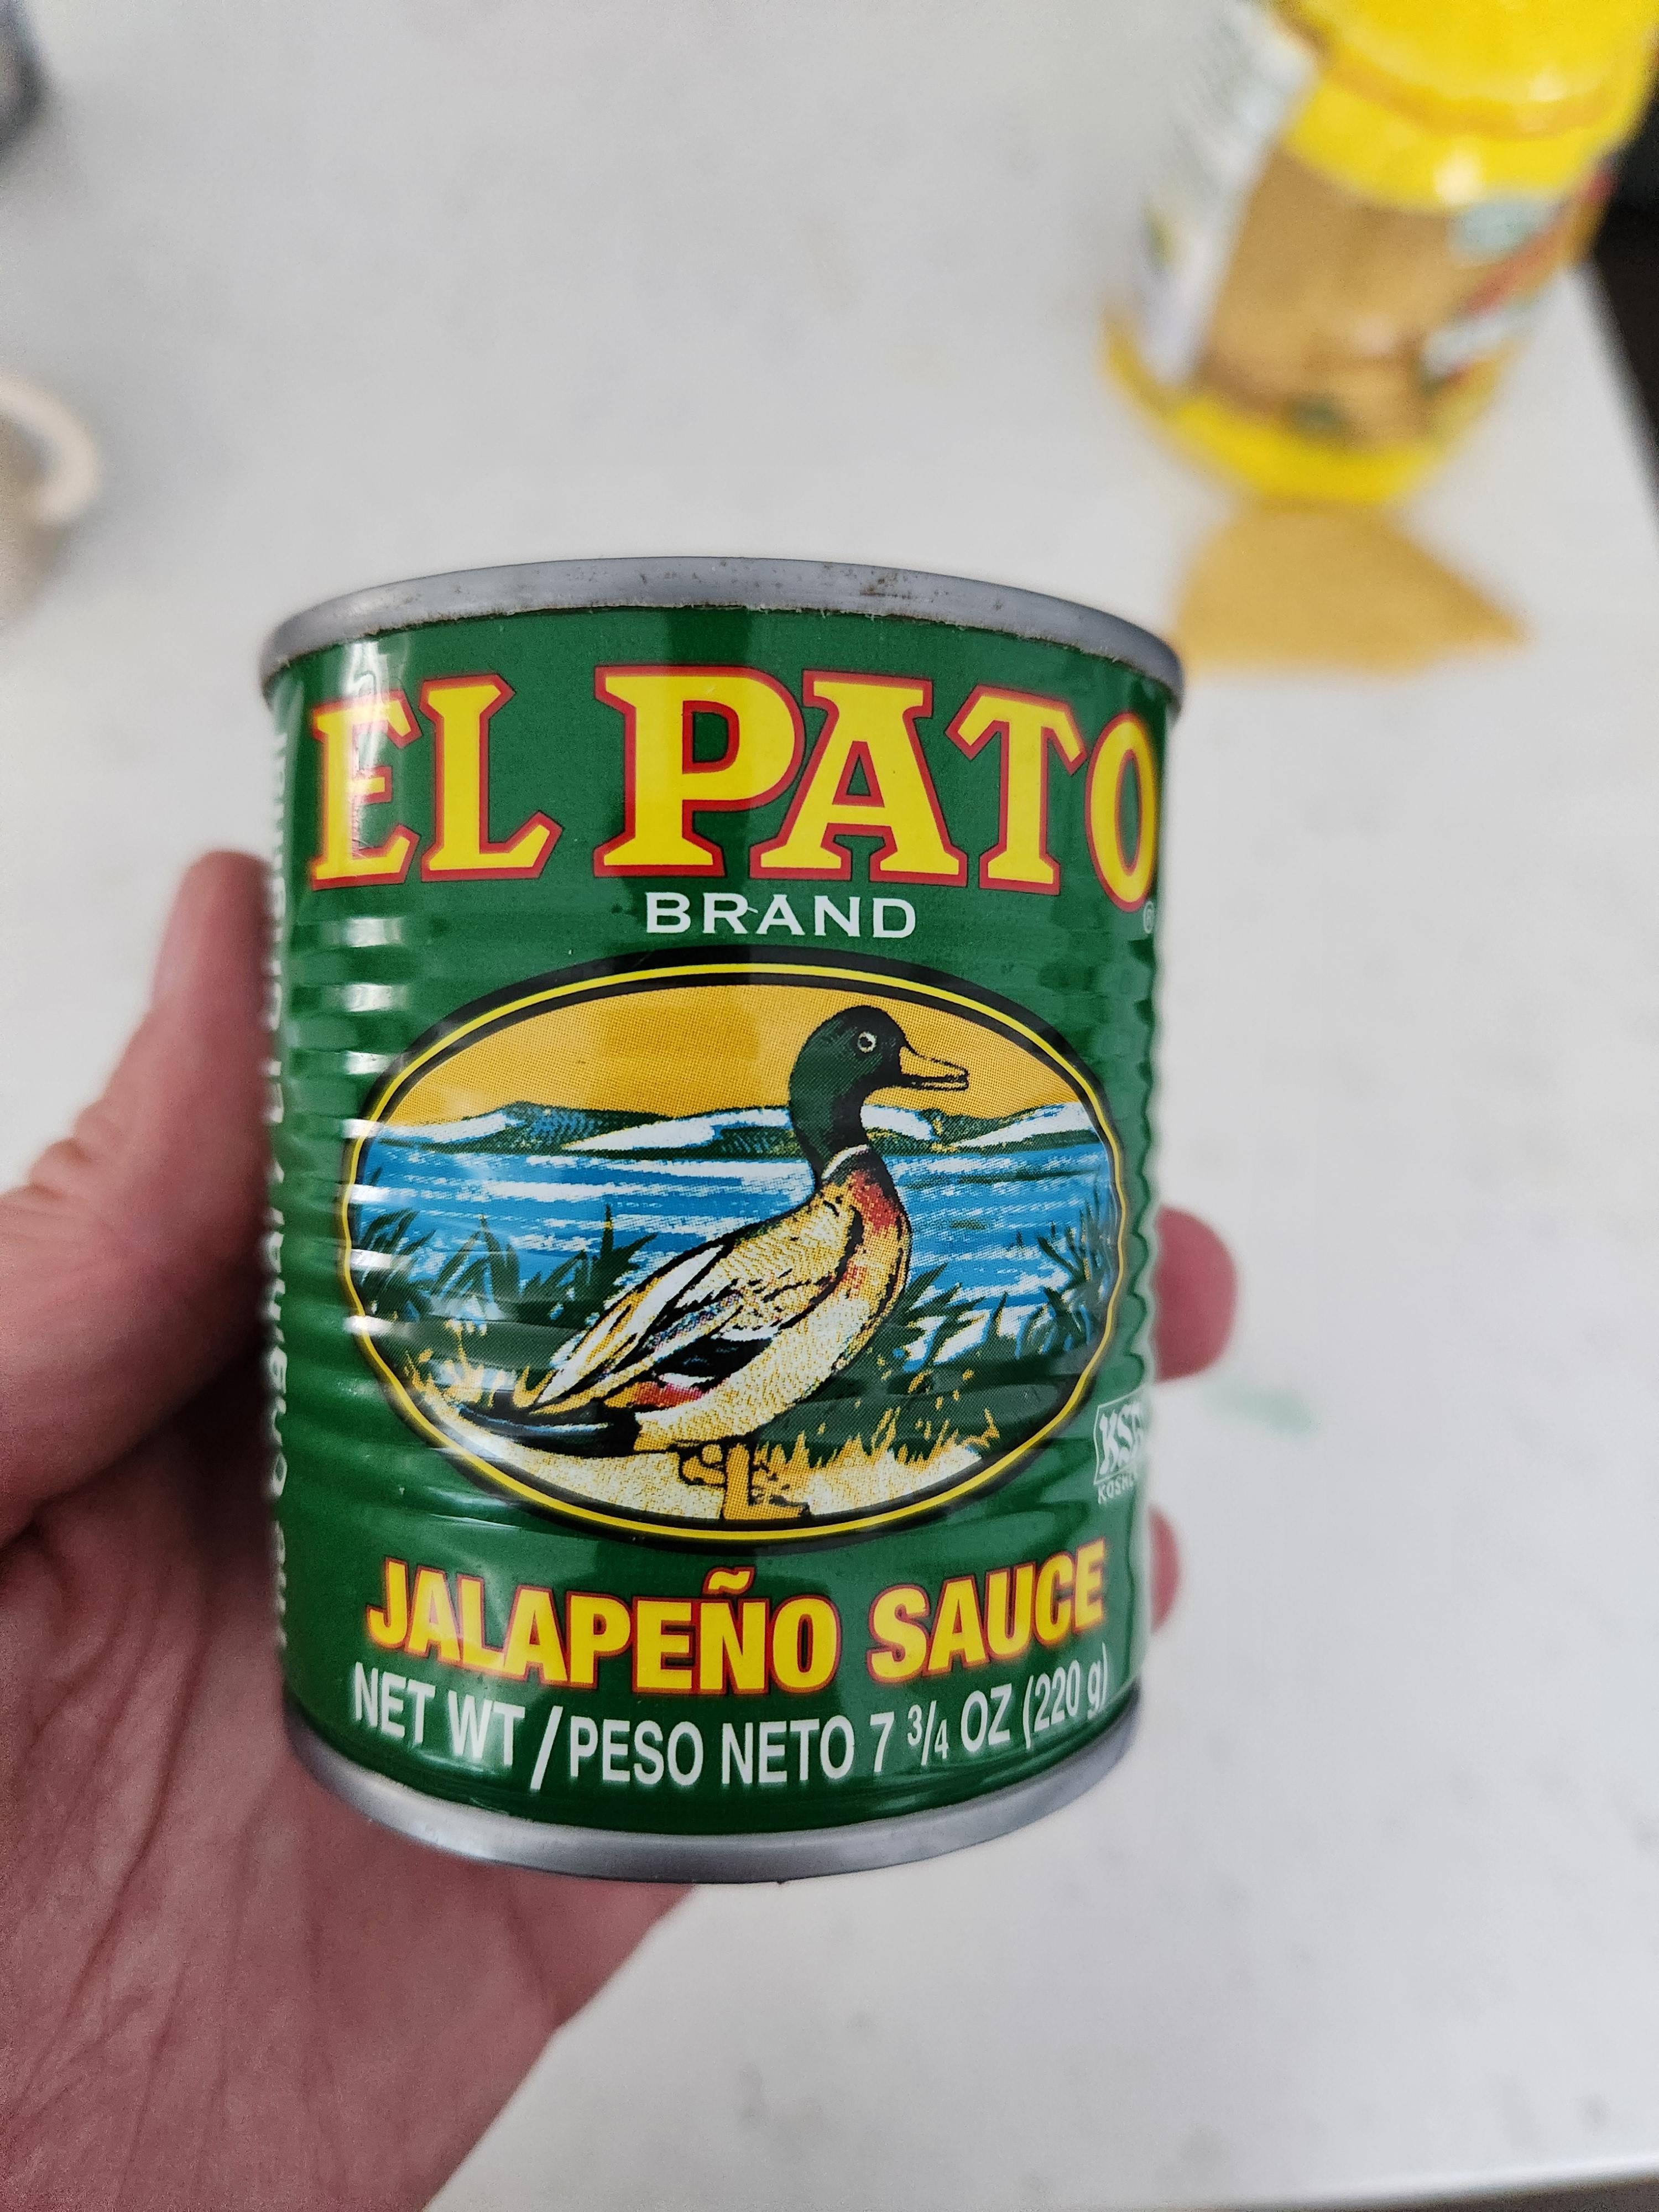 EL PATO
BRAND
JALAPEÑO SAUCE
NET WT / PESO NETO 7 3/4 OZ (220 g)